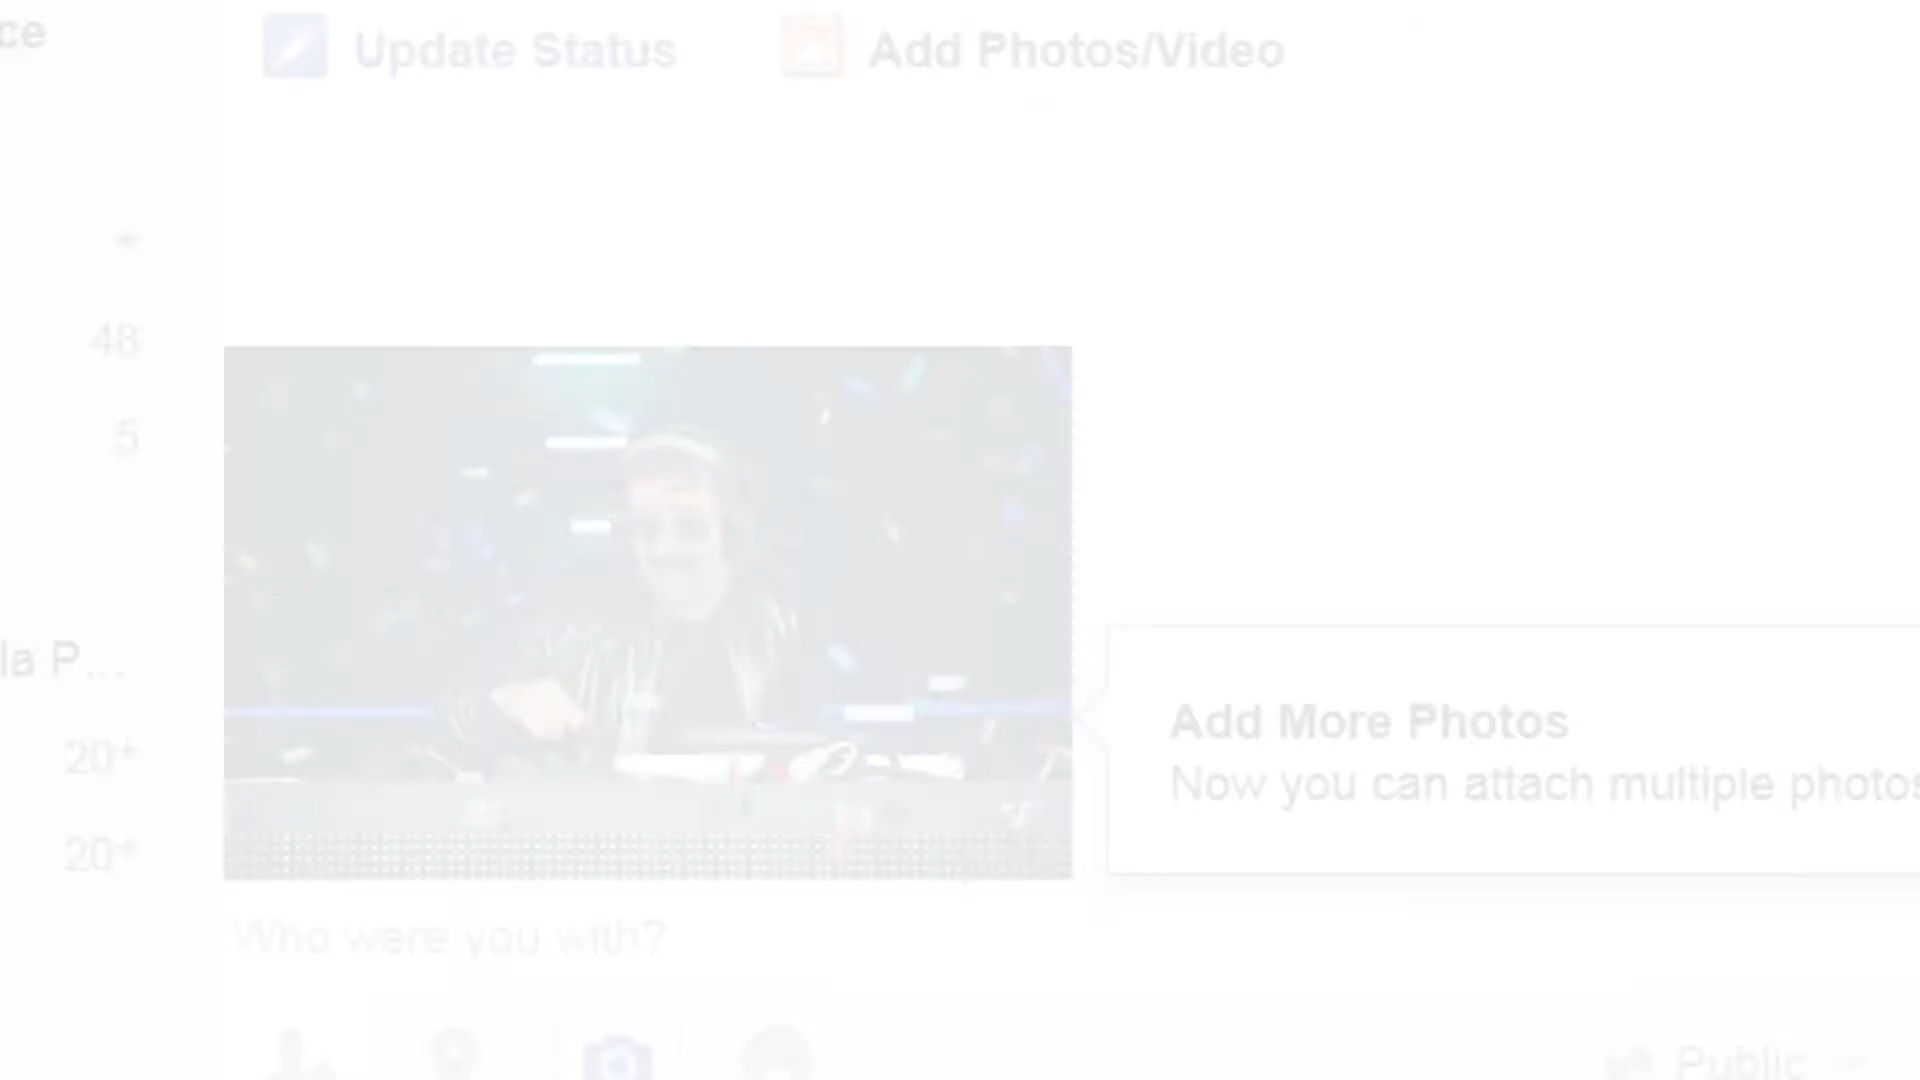 ce
Update Status
Add Photos/Video
48
5
la P...
20+
20+
Add More Photos
Now you can attach multiple photos
Who were you with?
Public